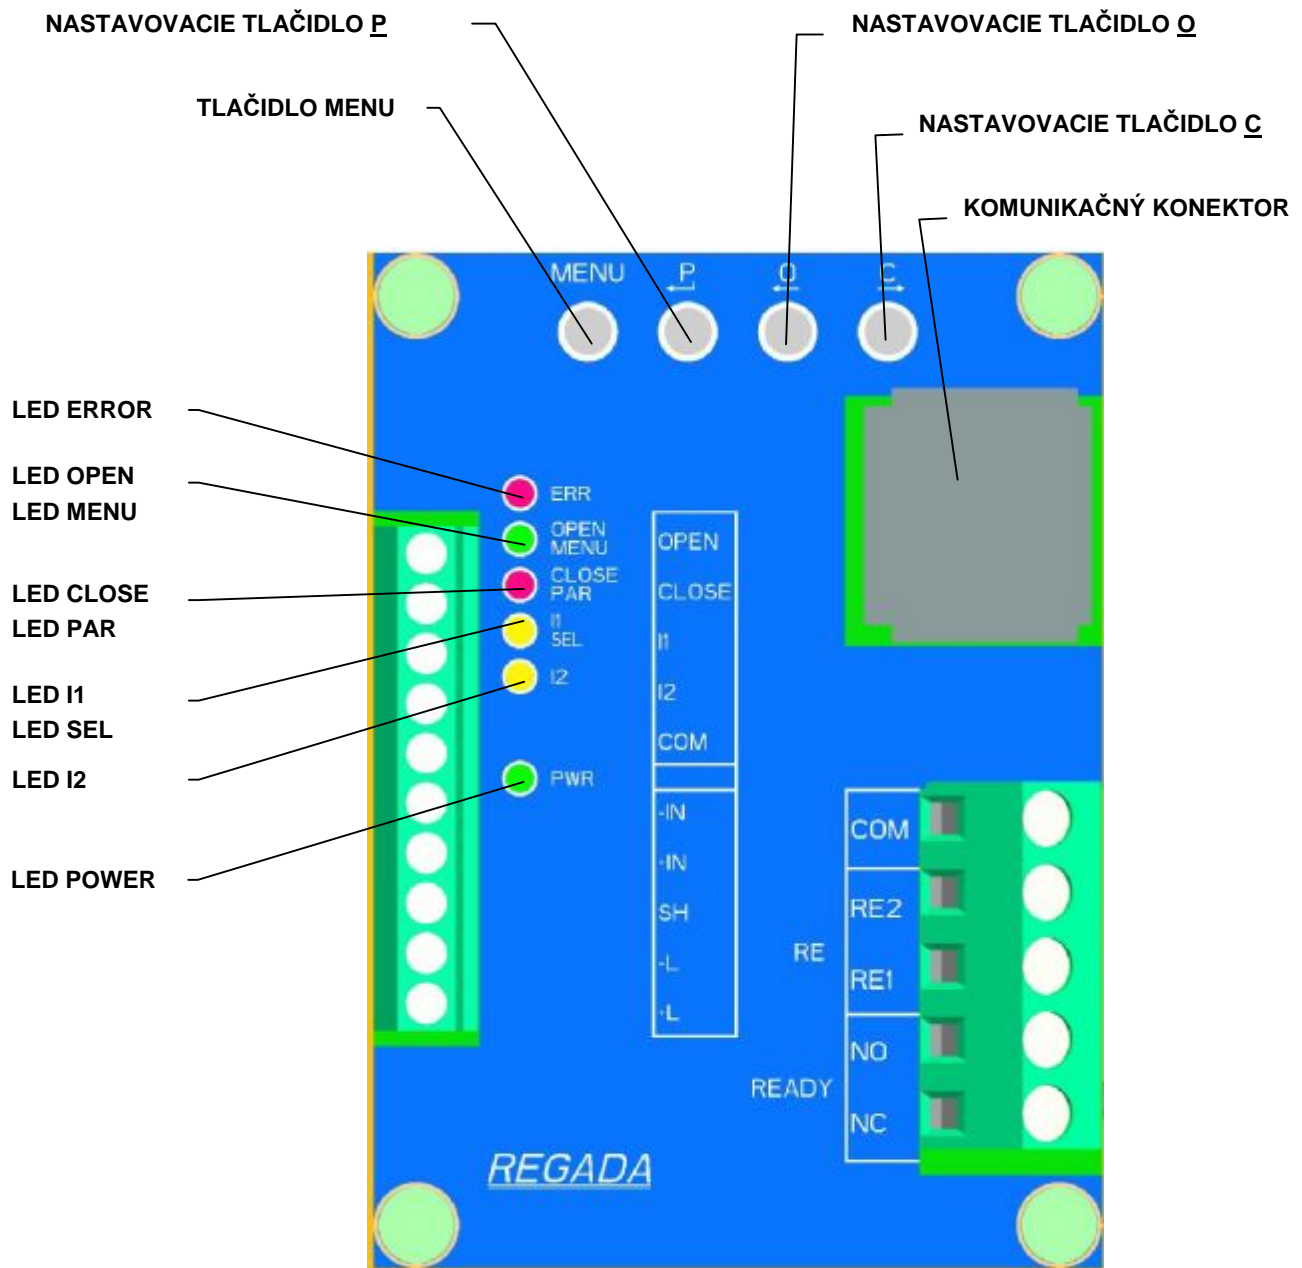 NASTAVOVACIE TLAČIDLO P
NASTAVOVACIE TLAČIDLO O
TLAČIDLO MENU
NASTAVOVACIE TLAČIDLO C
KOMUNIKAČNÝ KONEKTOR
MENU
P
O
C
LED ERROR
LED OPEN
LED MENU
LED CLOSE
LED PAR
LED I1
LED SEL
LED I2
LED POWER
ERR
OPEN
MENU
CLOSE
PAR
I1
SEL
I2
PWR
OPEN
CLOSE
I1
I2
COM
-IN
+IN
SH
-L
+L
COM
RE2
RE
RE1
NO
READY
NC
REGADA